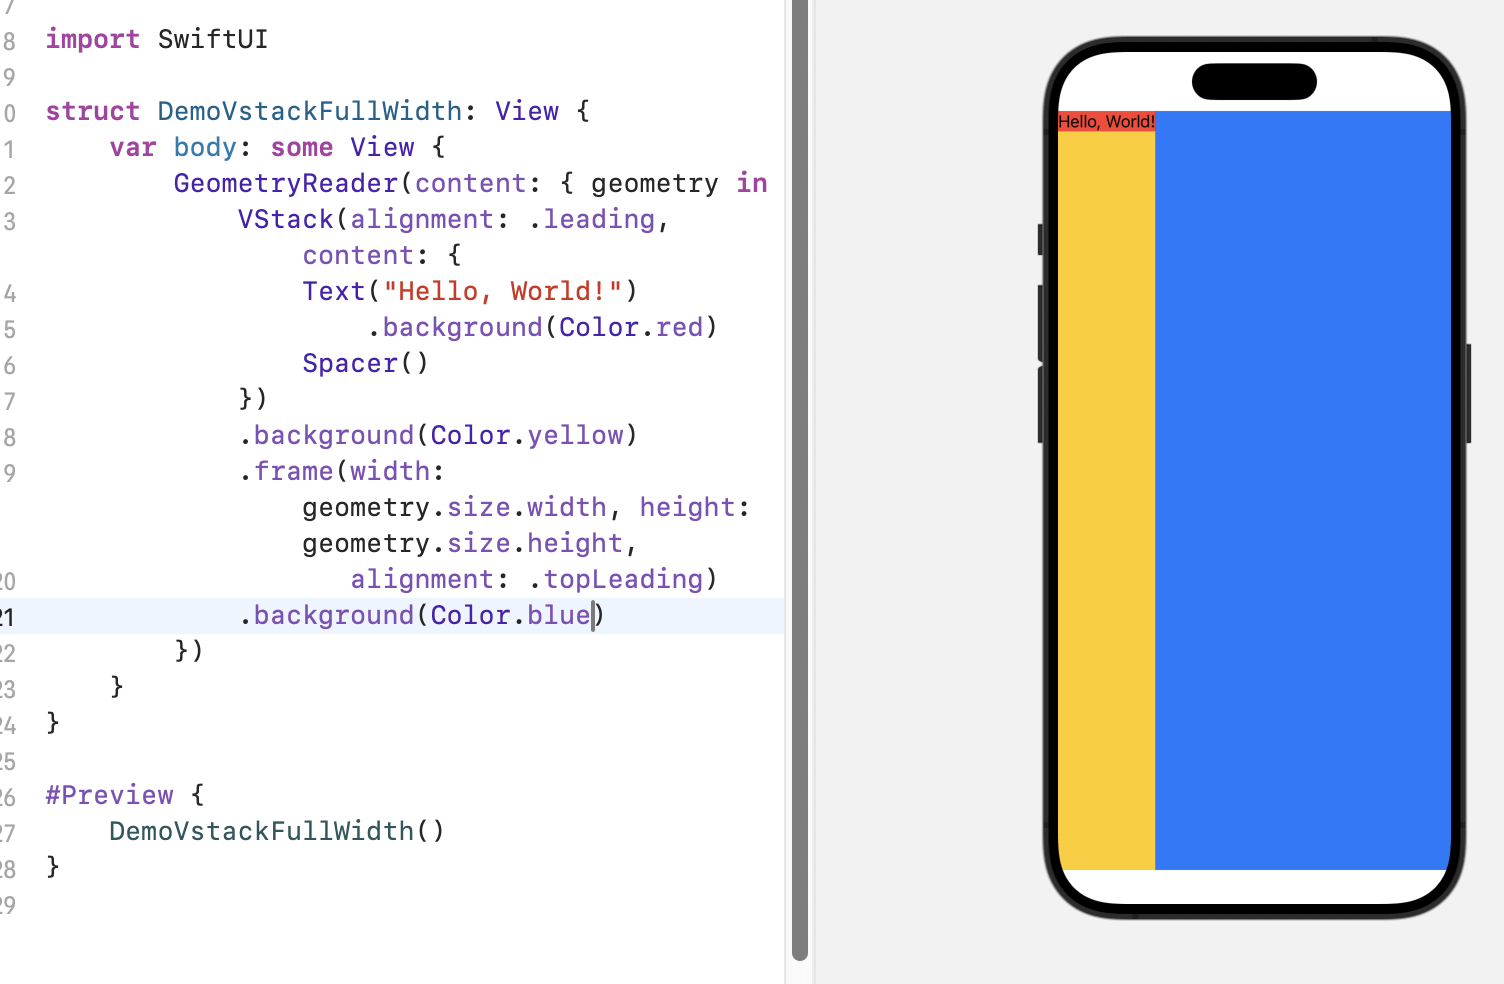 7
8 import SwiftUI
9
0 struct DemoVstackFullWidth: View {
1 var body: some View {
2 GeometryReader(content: { geometry in
3 VStack(alignment: .leading,
content: {
4 Text("Hello, World!")
5 .background(Color.red)
6 Spacer()
7 })
8 .background(Color.yellow)
9 .frame(width:
geometry.size.width, height:
geometry.size.height,
20 alignment: .topLeading)
21 .background(Color.blue)
22 })
23 }
24 }
25
26 #Preview {
27 DemoVstackFullWidth()
28 }
29
Hello, World!